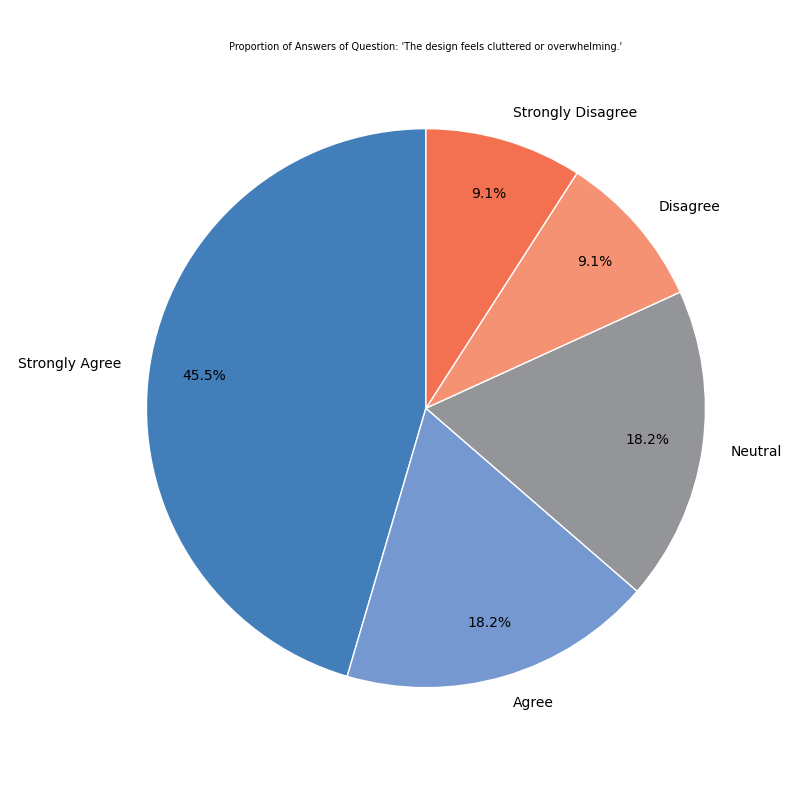 Proportion of Answers of Question: 'The design feels cluttered or overwhelming.'
Strongly Disagree
9.1%
Disagree
9.1%
Strongly Agree
45.5%
Neutral
18.2%
Agree
18.2%